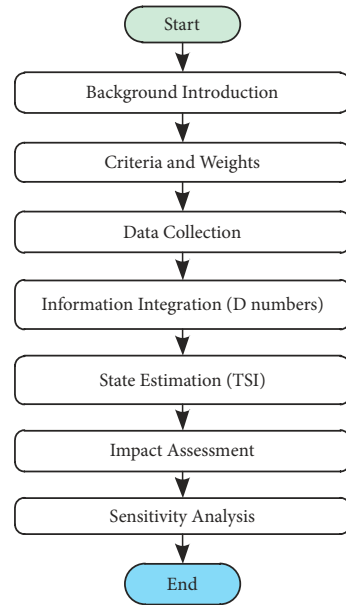 Start
Background Introduction
Criteria and Weights
Data Collection
Information Integration (D numbers)
State Estimation (TSI)
Impact Assessment
Sensitivity Analysis
End